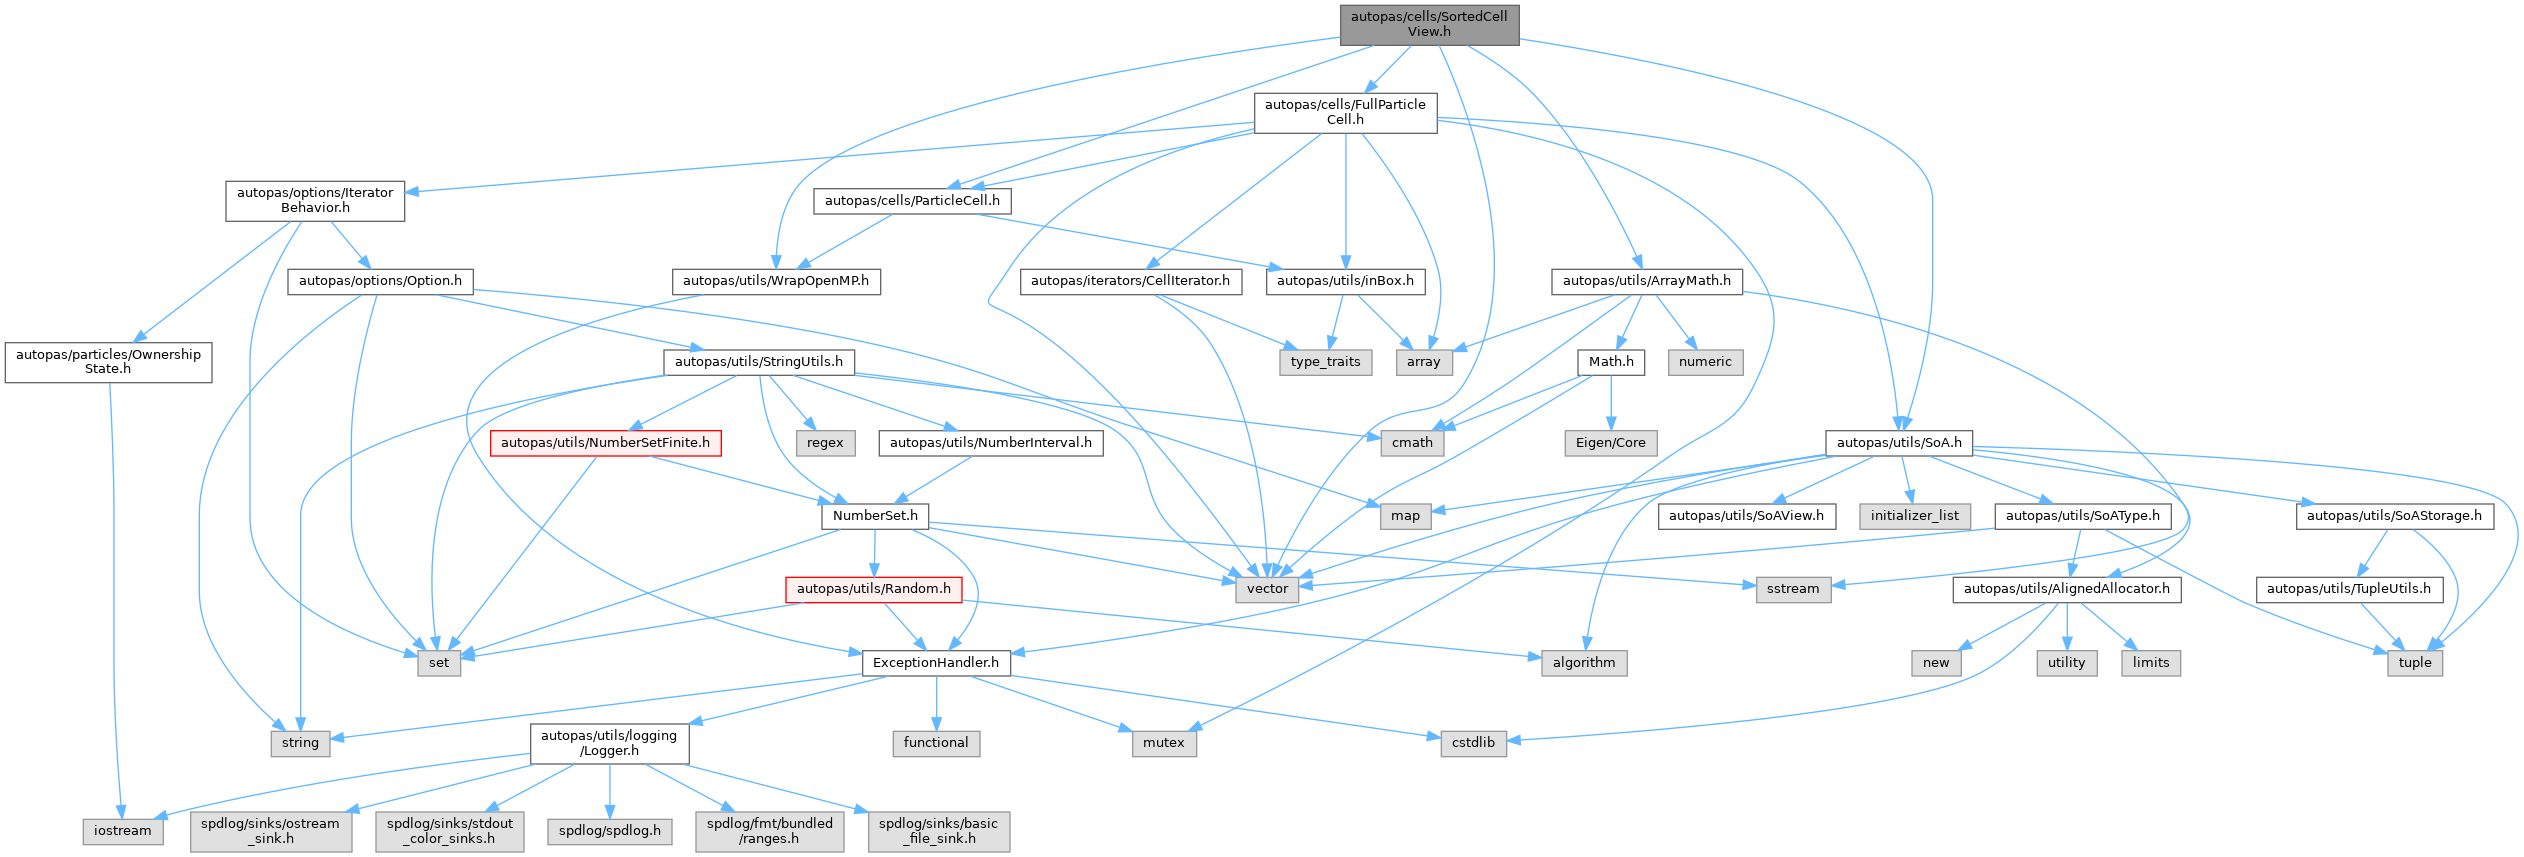 autopas/cells/SortedCell
View.h
autopas/cells/FullParticle
Cell.h
autopas/options/Iterator
Behavior.h
autopas/cells/ParticleCell.h
autopas/options/Option.h
autopas/utils/WrapOpenMP.h
autopas/iterators/CellIterator.h
autopas/utils/inBox.h
autopas/utils/ArrayMath.h
autopas/particles/Ownership
State.h
autopas/utils/StringUtils.h
type_traits
array
Math.h
numeric
autopas/utils/NumberSetFinite.h
regex
autopas/utils/NumberInterval.h
cmath
Eigen/Core
autopas/utils/SoA.h
NumberSet.h
map
autopas/utils/SoAView.h
initializer_list
autopas/utils/SoAType.h
autopas/utils/SoAStorage.h
autopas/utils/Random.h
vector
sstream
autopas/utils/AlignedAllocator.h
autopas/utils/TupleUtils.h
set
ExceptionHandler.h
algorithm
new
utility
limits
tuple
string
autopas/utils/logging
/Logger.h
functional
mutex
cstdlib
iostream
spdlog/sinks/ostream
_sink.h
spdlog/sinks/stdout
_color_sinks.h
spdlog/spdlog.h
spdlog/fmt/bundled
/ranges.h
spdlog/sinks/basic
_file_sink.h